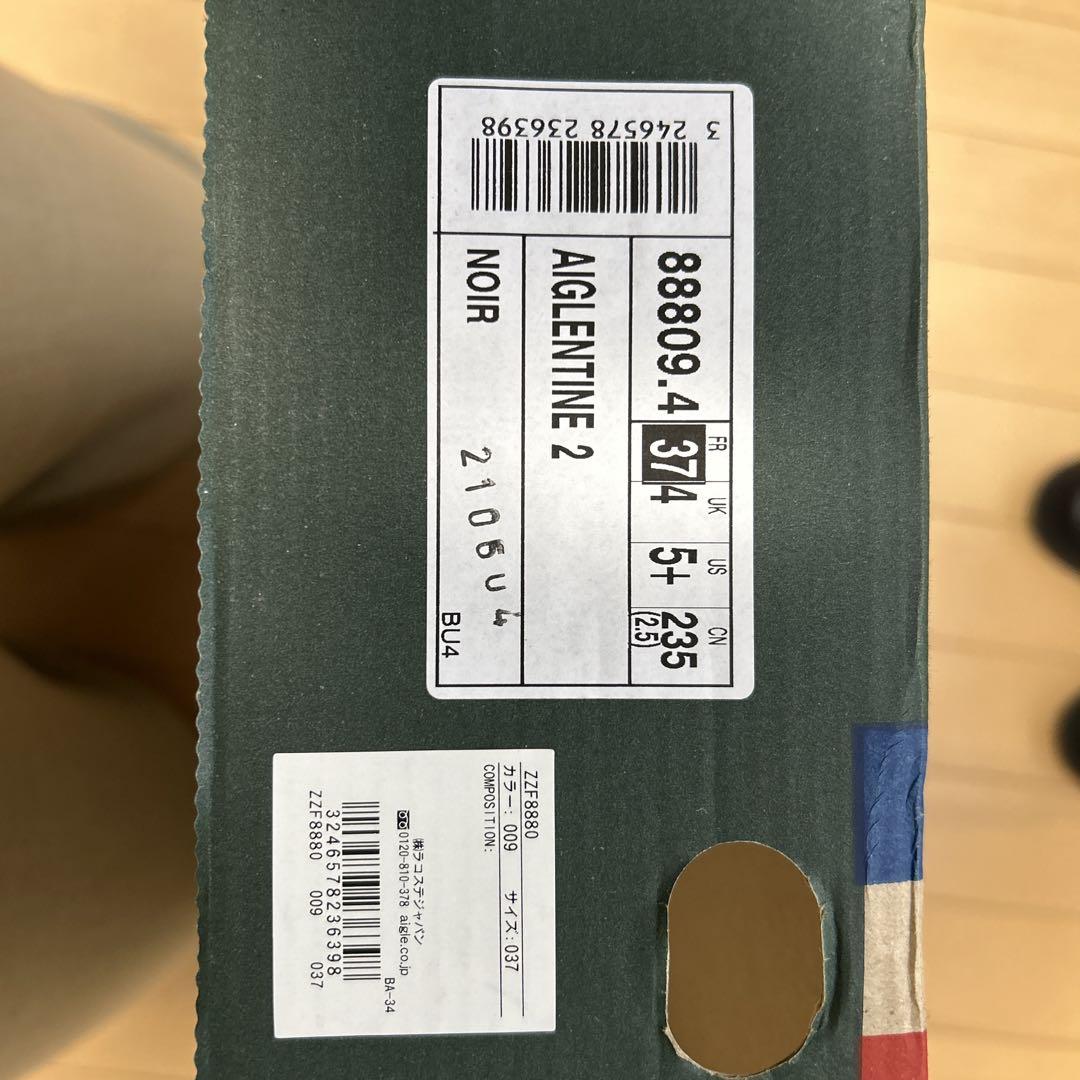 3 246578 236398
88809.4
FR 37
UK 4
US 5+
CN 235
(2.5)
AIGLENTINE 2
NOIR
210604
BU4
ZZF8880
カラー: 009 サイズ: 037
COMPOSITION:
BA-34
㈱ラコステジャパン
0120-810-378 aigle.co.jp
3246578236398
ZZF8880 009 037